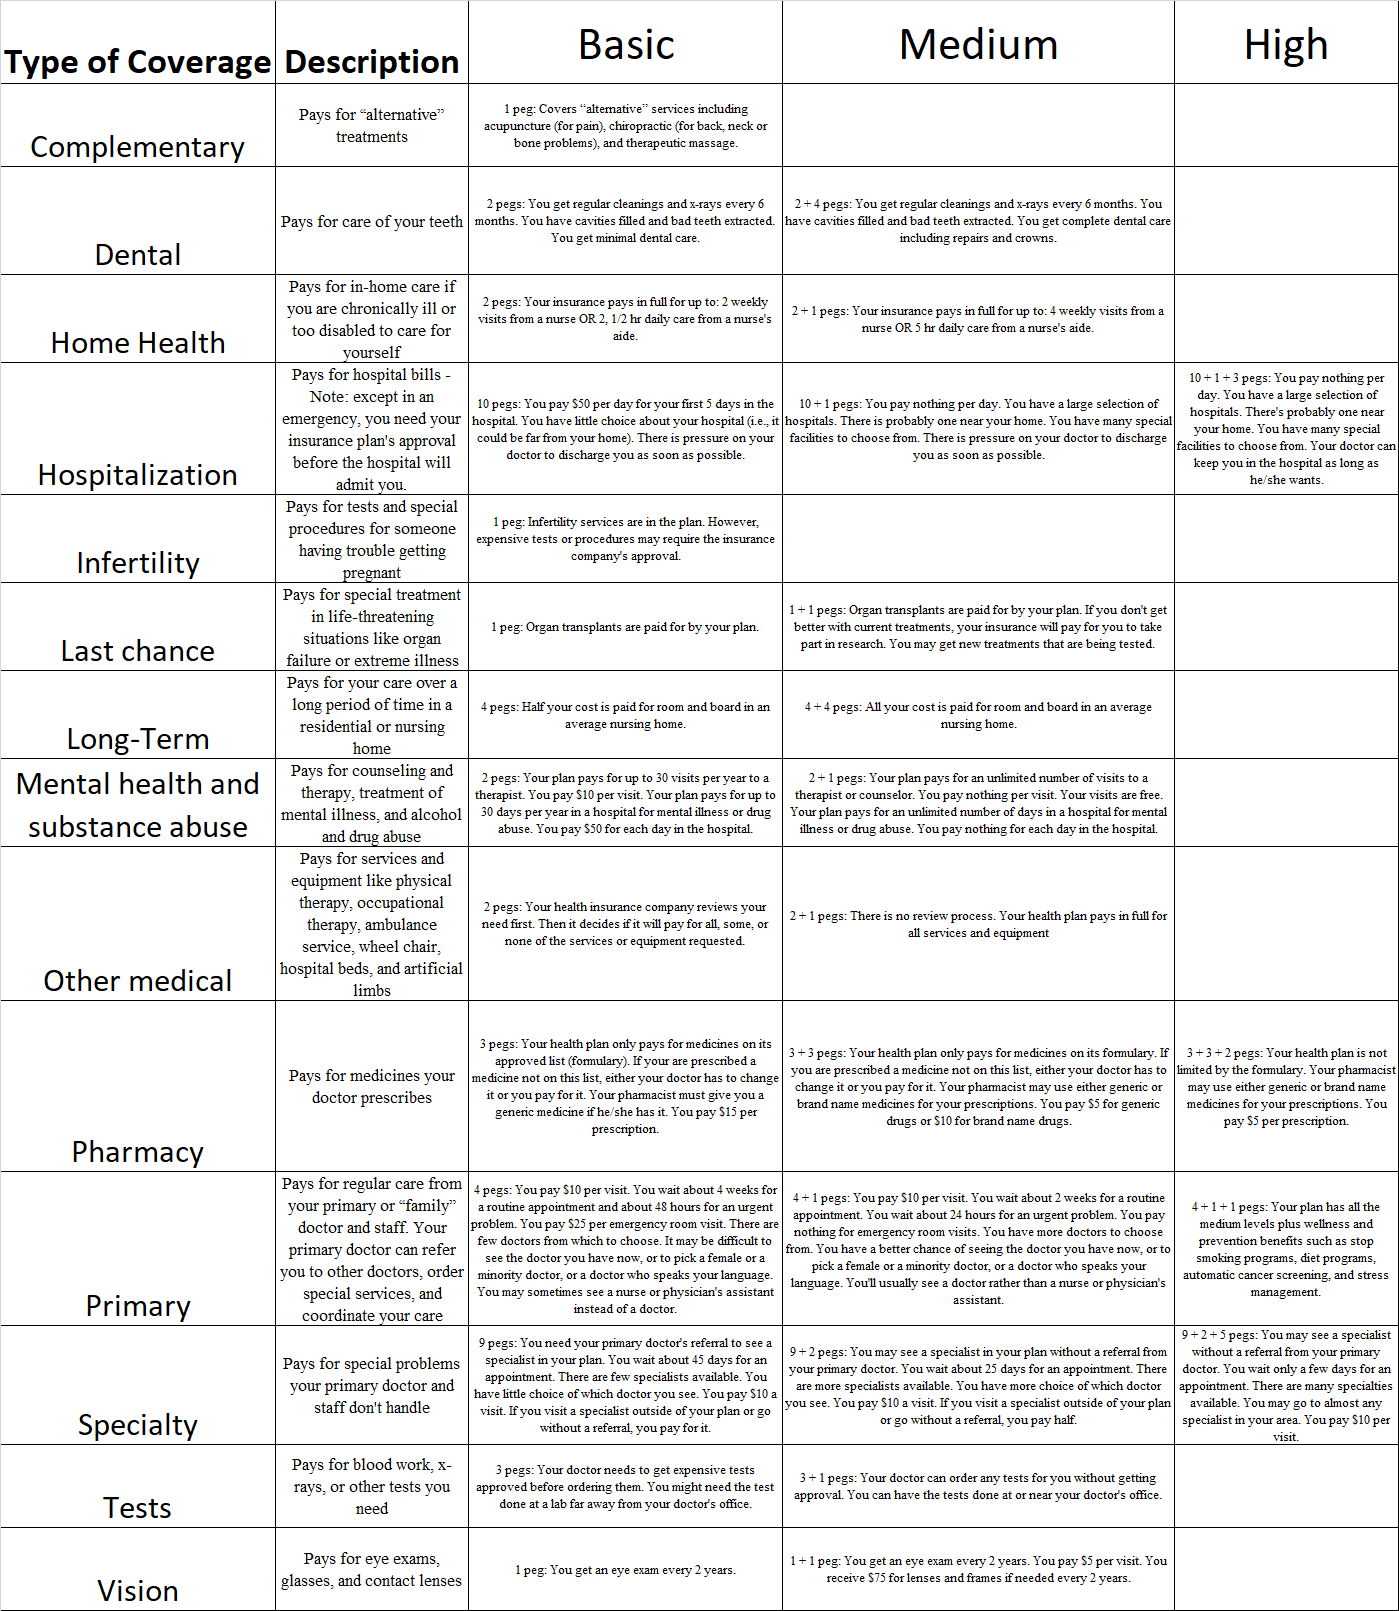 Type of Coverage
Description
Basic
Medium
High
Complementary
Pays for “alternative”
treatments
1 peg: Covers “alternative” services including
acupuncture (for pain), chiropractic (for back, neck or
bone problems), and therapeutic massage.
Dental
Pays for care of your teeth
2 pegs: You get regular cleanings and x-rays every 6
months. You have cavities filled and bad teeth extracted.
You get minimal dental care.
2 + 4 pegs: You get regular cleanings and x-rays every 6 months. You
have cavities filled and bad teeth extracted. You get complete dental care
including repairs and crowns.
Home Health
Pays for in-home care if
you are chronically ill or
too disabled to care for
yourself
2 pegs: Your insurance pays in full for up to: 2 weekly
visits from a nurse OR 2, 1/2 hr daily care from a nurse's
aide.
2 + 1 pegs: Your insurance pays in full for up to: 4 weekly visits from a
nurse OR 5 hr daily care from a nurse's aide.
Hospitalization
Pays for hospital bills -
Note: except in an
emergency, you need your
insurance plan's approval
before the hospital will
admit you.
10 pegs: You pay $50 per day for your first 5 days in the
hospital. You have little choice about your hospital (i.e., it
could be far from your home). There is pressure on your
doctor to discharge you as soon as possible.
10 + 1 pegs: You pay nothing per day. You have a large selection of
hospitals. There is probably one near your home. You have many special
facilities to choose from. There is pressure on your doctor to discharge
you as soon as possible.
10 + 1 + 3 pegs: You pay nothing per
day. You have a large selection of
hospitals. There's probably one near
your home. You have many special
facilities to choose from. Your doctor can
keep you in the hospital as long as
he/she wants.
Infertility
Pays for tests and special
procedures for someone
having trouble getting
pregnant
1 peg: Infertility services are in the plan. However,
expensive tests or procedures may require the insurance
company's approval.
Last chance
Pays for special treatment
in life-threatening
situations like organ
failure or extreme illness
1 peg: Organ transplants are paid for by your plan.
1 + 1 pegs: Organ transplants are paid for by your plan. If you don't get
better with current treatments, your insurance will pay for you to take
part in research. You may get new treatments that are being tested.
Long-Term
Pays for your care over a
long period of time in a
residential or nursing
home
4 pegs: Half your cost is paid for room and board in an
average nursing home.
4 + 4 pegs: All your cost is paid for room and board in an average
nursing home.
Mental health and
substance abuse
Pays for counseling and
therapy, treatment of
mental illness, and alcohol
and drug abuse
2 pegs: Your plan pays for up to 30 visits per year to a
therapist. You pay $10 per visit. Your plan pays for up to
30 days per year in a hospital for mental illness or drug
abuse. You pay $50 for each day in the hospital.
2 + 1 pegs: Your plan pays for an unlimited number of visits to a
therapist or counselor. You pay nothing per visit. Your visits are free.
Your plan pays for an unlimited number of days in a hospital for mental
illness or drug abuse. You pay nothing for each day in the hospital.
Other medical
Pays for services and
equipment like physical
therapy, occupational
therapy, ambulance
service, wheel chair,
hospital beds, and artificial
limbs
2 pegs: Your health insurance company reviews your
need first. Then it decides if it will pay for all, some, or
none of the services or equipment requested.
2 + 1 pegs: There is no review process. Your health plan pays in full for
all services and equipment
Pharmacy
Pays for medicines your
doctor prescribes
3 pegs: Your health plan only pays for medicines on its
approved list (formulary). If your are prescribed a
medicine not on this list, either your doctor has to change
it or you pay for it. Your pharmacist must give you a
generic medicine if he/she has it. You pay $15 per
prescription.
3 + 3 pegs: Your health plan only pays for medicines on its formulary. If
you are prescribed a medicine not on this list, either your doctor has to
change it or you pay for it. Your pharmacist may use either generic or
brand name medicines for your prescriptions. You pay $5 for generic
drugs or $10 for brand name drugs.
3 + 3 + 2 pegs: Your health plan is not
limited by the formulary. Your pharmacist
may use either generic or brand name
medicines for your prescriptions. You
pay $5 per prescription.
Primary
Pays for regular care from
your primary or “family”
doctor and staff. Your
primary doctor can refer
you to other doctors, order
special services, and
coordinate your care
4 pegs: You pay $10 per visit. You wait about 4 weeks for
a routine appointment and about 48 hours for an urgent
problem. You pay $25 per emergency room visit. There are
few doctors from which to choose. It may be difficult to
see the doctor you have now, or to pick a female or a
minority doctor, or a doctor who speaks your language.
You may sometimes see a nurse or physician's assistant
instead of a doctor.
4 + 1 pegs: You pay $10 per visit. You wait about 2 weeks for a routine
appointment. You wait about 24 hours for an urgent problem. You pay
nothing for emergency room visits. You have more doctors to choose
from. You have a better chance of seeing the doctor you have now, or to
pick a female or a minority doctor, or a doctor who speaks your
language. You'll usually see a doctor rather than a nurse or physician's
assistant.
4 + 1 + 1 pegs: Your plan has all the
medium levels plus wellness and
prevention benefits such as stop
smoking programs, diet programs,
automatic cancer screening, and stress
management.
Specialty
Pays for special problems
your primary doctor and
staff don't handle
9 pegs: You need your primary doctor's referral to see a
specialist in your plan. You wait about 45 days for an
appointment. There are few specialists available. You
have little choice of which doctor you see. You pay $10 a
visit. If you visit a specialist outside of your plan or go
without a referral, you pay for it.
9 + 2 pegs: You may see a specialist in your plan without a referral from
your primary doctor. You wait about 25 days for an appointment. There
are more specialists available. You have more choice of which doctor
you see. You pay $10 a visit. If you visit a specialist outside of your plan
or go without a referral, you pay half.
9 + 2 + 5 pegs: You may see a specialist
without a referral from your primary
doctor. You wait only a few days for an
appointment. There are many specialties
available. You may go to almost any
specialist in your area. You pay $10 per
visit.
Tests
Pays for blood work, x-
rays, or other tests you
need
3 pegs: Your doctor needs to get expensive tests
approved before ordering them. You might need the test
done at a lab far away from your doctor's office.
3 + 1 pegs: Your doctor can order any tests for you without getting
approval. You can have the tests done at or near your doctor's office.
Vision
Pays for eye exams,
glasses, and contact lenses
1 peg: You get an eye exam every 2 years.
1 + 1 peg: You get an eye exam every 2 years. You pay $5 per visit. You
receive $75 for lenses and frames if needed every 2 years.